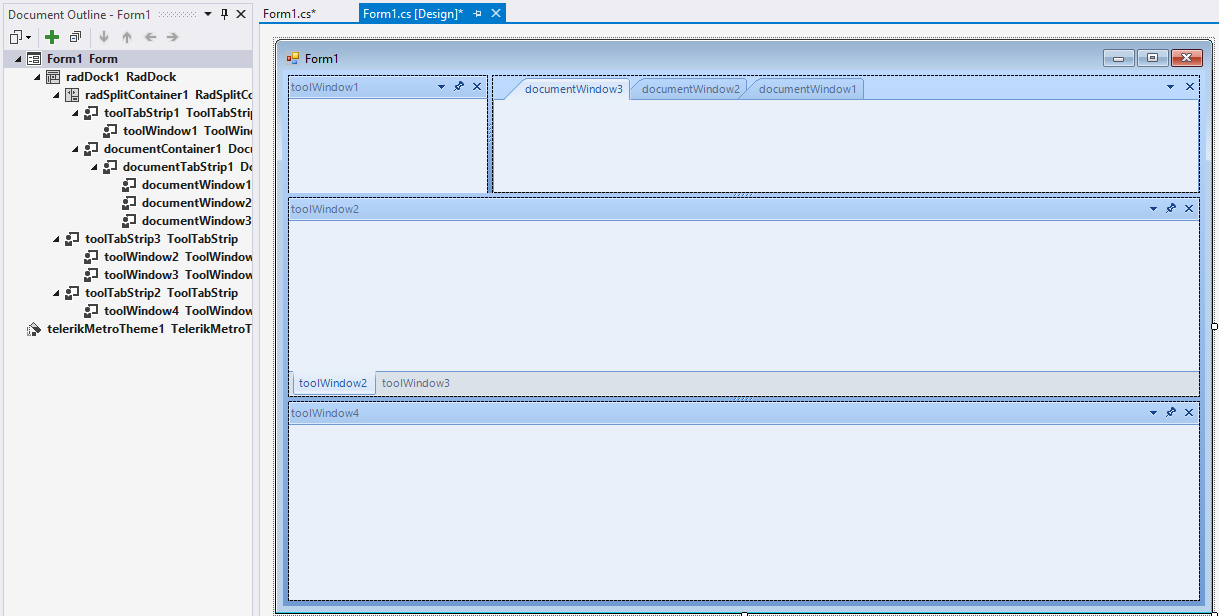 Document Outline - Form1
Form1 Form
radDock1 RadDock
radSplitContainer1 RadSplitCo
toolTabStrip1 ToolTabStrip
toolWindow1 ToolWind
documentContainer1 Docu
documentTabStrip1 Do
documentWindow1
documentWindow2
documentWindow3
toolTabStrip3 ToolTabStrip
toolWindow2 ToolWindow
toolWindow3 ToolWindow
toolTabStrip2 ToolTabStrip
toolWindow4 ToolWindow
telerikMetroTheme1 TelerikMetroT
Form1.cs* Form1.cs [Design]*
Form1
toolWindow1
documentWindow3 documentWindow2 documentWindow1
toolWindow2
toolWindow2 toolWindow3
toolWindow4